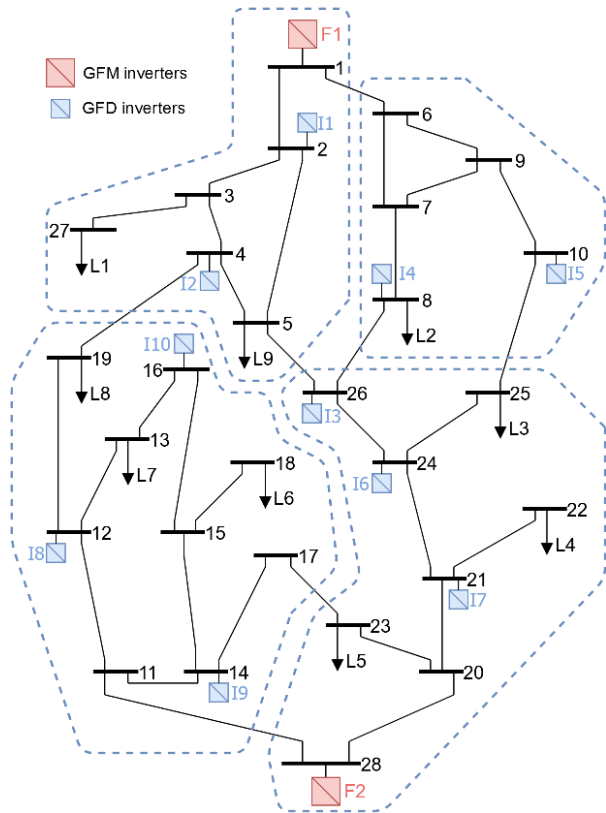 F1
GFM inverters
1
GFD inverters
I1
6
2
9
3
7
27
4
10
L1
I2
I4
I5
8
5
L2
I10
19
L9
16
26
25
L8
I3
L3
13
18
24
L7
L6
I6
12
15
22
I8
17
L4
21
I7
23
11
14
L5
20
I9
28
F2